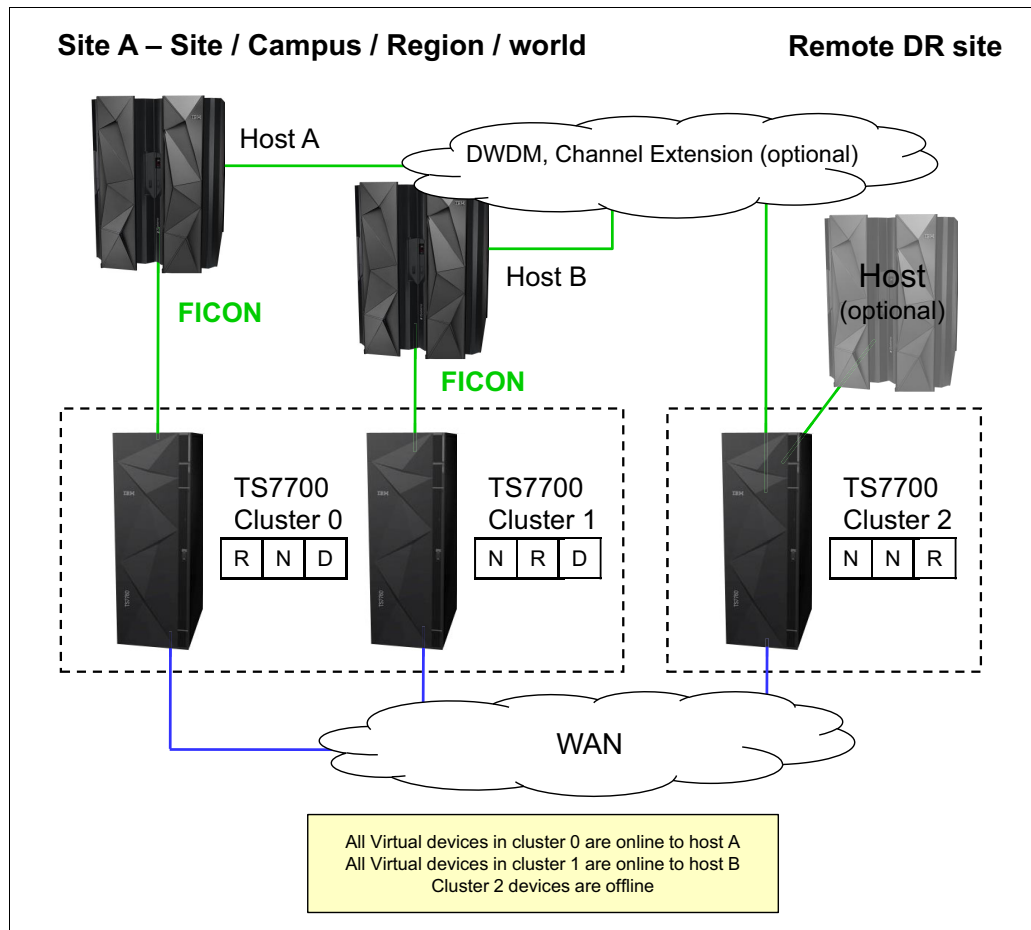 Site A – Site / Campus / Region / world
Remote DR site
Host A
DWDM, Channel Extension (optional)
Host B
Host
(optional)
FICON
FICON
TS7700
Cluster 0
R N D
TS7700
Cluster 1
N R D
TS7700
Cluster 2
N N R
WAN
All Virtual devices in cluster 0 are online to host A
All Virtual devices in cluster 1 are online to host B
Cluster 2 devices are offline